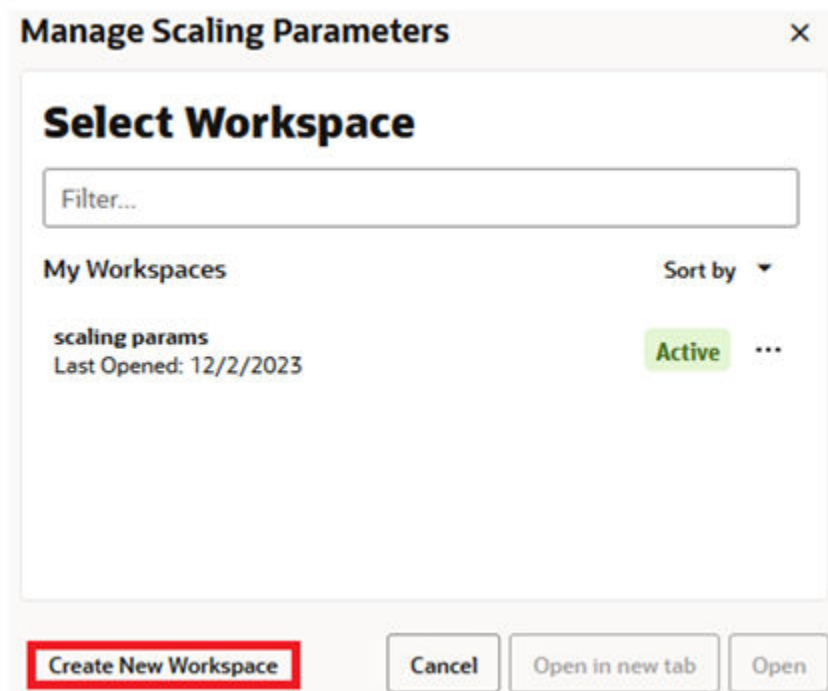 Manage Scaling Parameters
Select Workspace
Filter...
My Workspaces Sort by
scaling params
Last Opened: 12/2/2023
Active ...
Create New Workspace Cancel Open in new tab Open